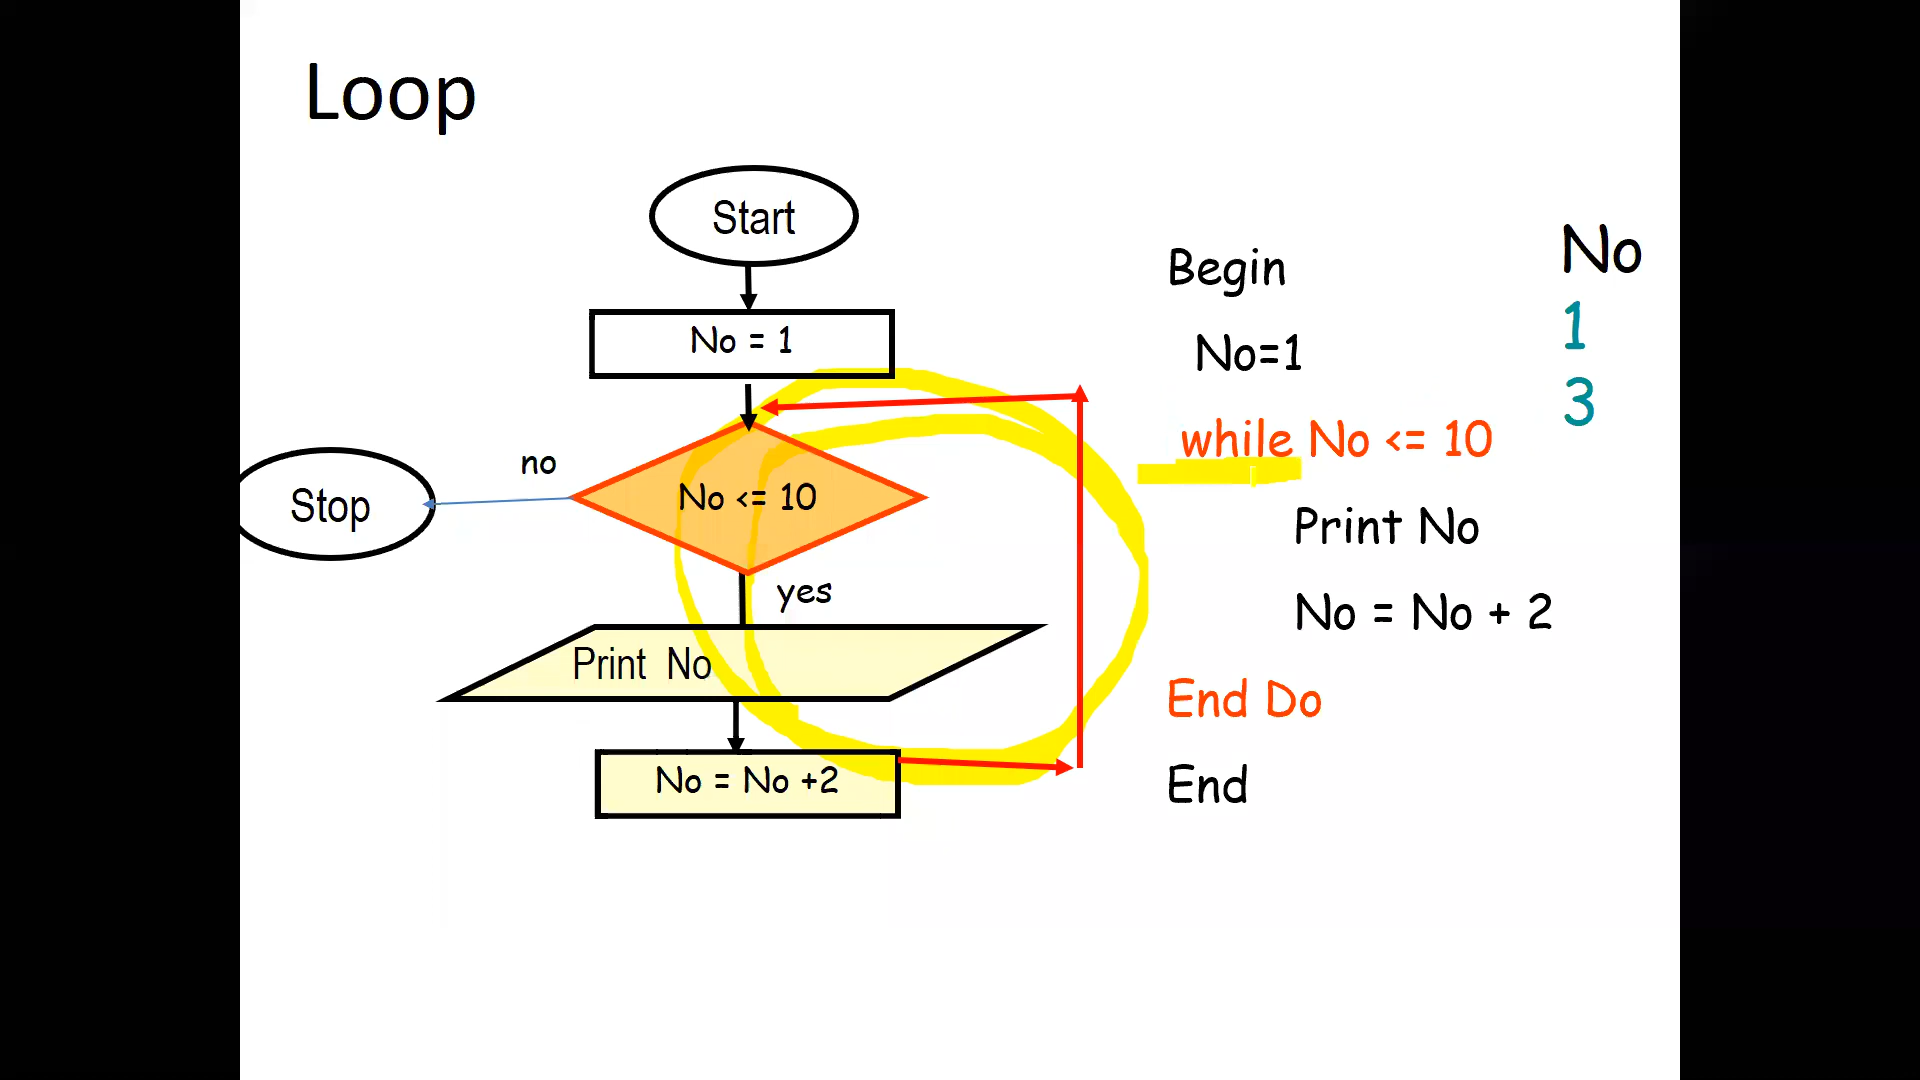 Loop
Start
No = 1
no
Stop
No <= 10
yes
Print No
No = No +2
Begin
No=1
while No <= 10
Print No
No = No + 2
End Do
End
No
1
3